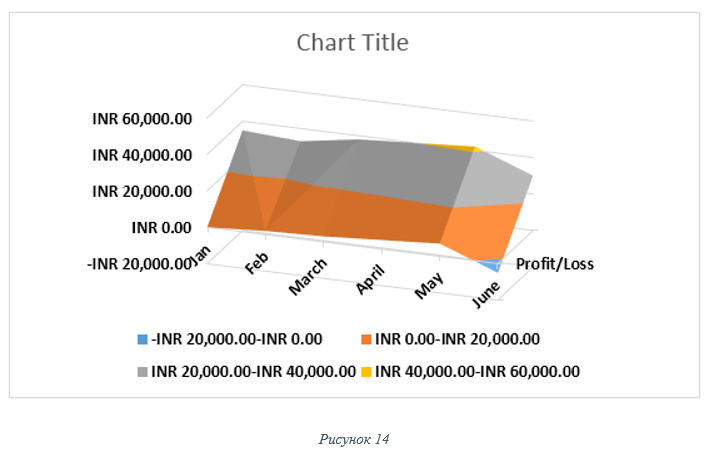 Chart Title
INR 60,000.00
INR 40,000.00
INR 20,000.00
INR 0.00
-INR 20,000.00
Jan
Feb
March
April
May
June
Profit/Loss
-INR 20,000.00-INR 0.00
INR 0.00-INR 20,000.00
INR 20,000.00-INR 40,000.00
INR 40,000.00-INR 60,000.00
Рисунок 14